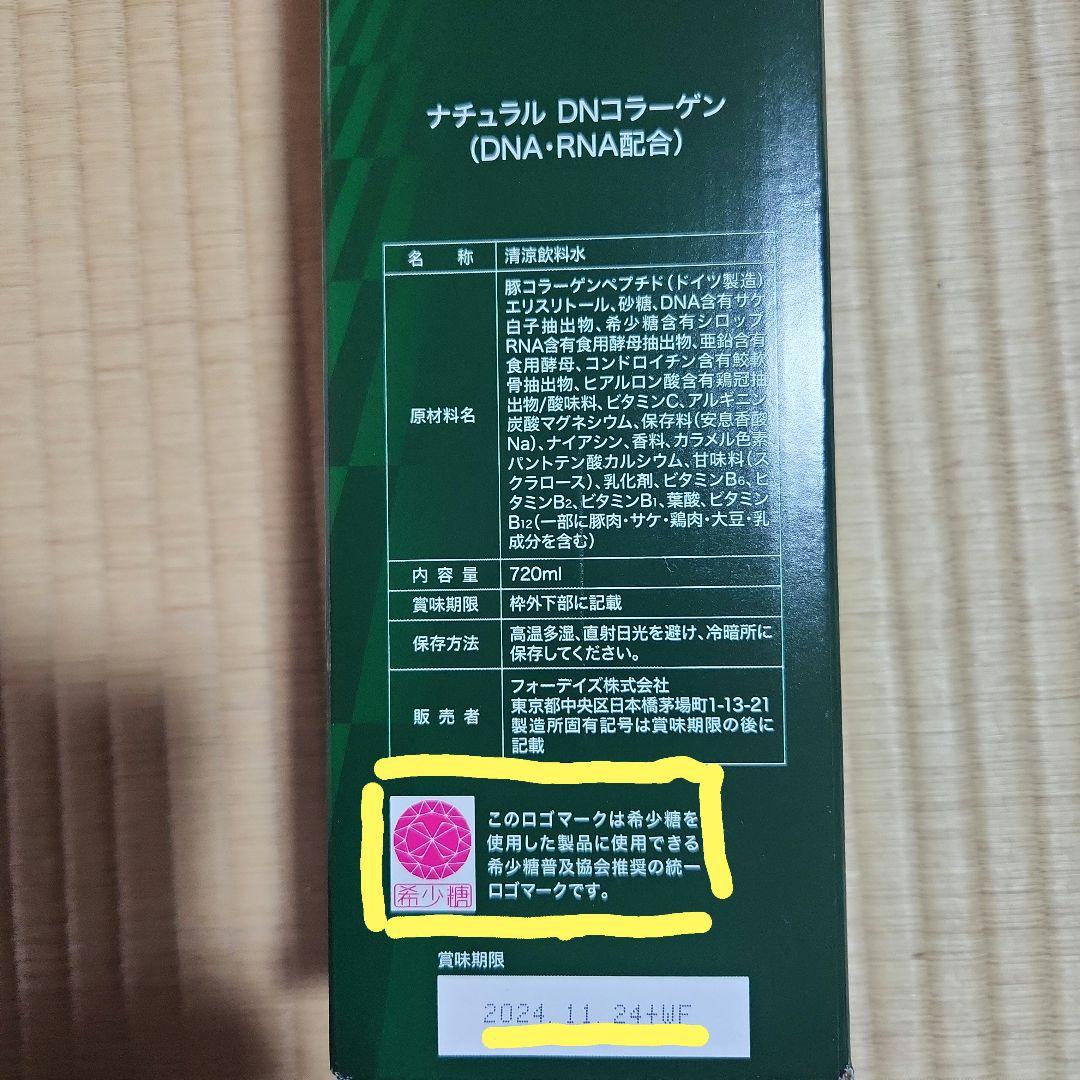 ナチュラル DNコラーゲン
(DNA・RNA配合)
名 称 清涼飲料水
原材料名
豚コラーゲンペプチド(ドイツ製造)
エリスリトール、砂糖、DNA含有サケ
白子抽出物、希少糖含有シロップ
RNA含有食用酵母抽出物、亜鉛含有
食用酵母、コンドロイチン含有鮫軟
骨抽出物、ヒアルロン酸含有鶏冠抽
出物/酸味料、ビタミンC、アルギニン
炭酸マグネシウム、保存料(安息香酸
Na)、ナイアシン、香料、カラメル色素
パントテン酸カルシウム、甘味料(ス
クラロース)、乳化剤、ビタミンB6、ビ
タミンB2、ビタミンB1、葉酸、ビタミン
B12(一部に豚肉・サケ・鶏肉・大豆・乳
成分を含む)
内容量 720ml
賞味期限 枠外下部に記載
保存方法
高温多湿、直射日光を避け、冷暗所に
保存してください。
販売者
フォーデイズ株式会社
東京都中央区日本橋茅場町1-13-21
製造所固有記号は賞味期限の後に
記載
希少糖
このロゴマークは希少糖を
使用した製品に使用できる
希少糖普及協会推奨の統一
ロゴマークです。
賞味期限
2024.11.24+WF